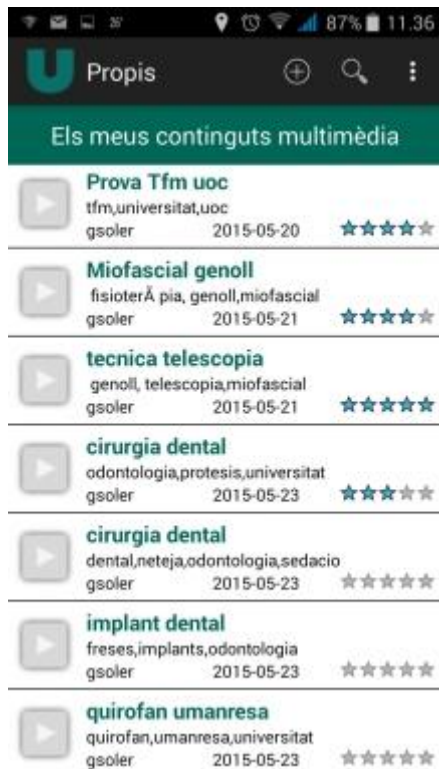 87% 11.36
Propis
Els meus continguts multimèdia
Prova Tfm uoc
tfm,universitat,uoc
gsoler 2015-05-20
Miofascial genoll
fisioterÃ pia, genoll,miofascial
gsoler 2015-05-21
tecnica telescopia
genoll, telescopia,miofascial
gsoler 2015-05-21
cirurgia dental
odontologia,protesis,universitat
gsoler 2015-05-23
cirurgia dental
dental,neteja,odontologia,sedacio
gsoler 2015-05-23
implant dental
freses,implants,odontologia
gsoler 2015-05-23
quirofan umanresa
quirofan,umanresa,universitat
gsoler 2015-05-23